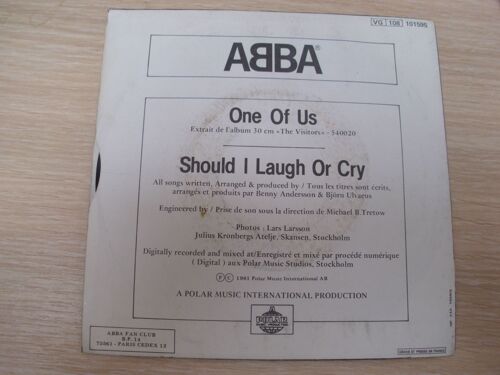 VG 108 101595
ABBA®
One Of Us
Extrait de l'album 30 cm «The Visitors» - 540020
Should I Laugh Or Cry
All songs written, Arranged & produced by / Tous les titres sont écrits,
arrangés et produits par Benny Andersson & Björn Ulvaeus
Engineered by / Prise de son sous la direction de Michael B.Tretow
Photos : Lars Larsson
Julius Kronbergs Atelje, Skansen, Stockholm
Digitally recorded and mixed at/Enregistré et mixé par procédé numérique
( Digital ) aux Polar Music Studios, Stockholm
Ⓟ © 1981 Polar Music International AB
A POLAR MUSIC INTERNATIONAL PRODUCTION
ABBA FAN CLUB
B.P. 14
75561 - PARIS CEDEX 12